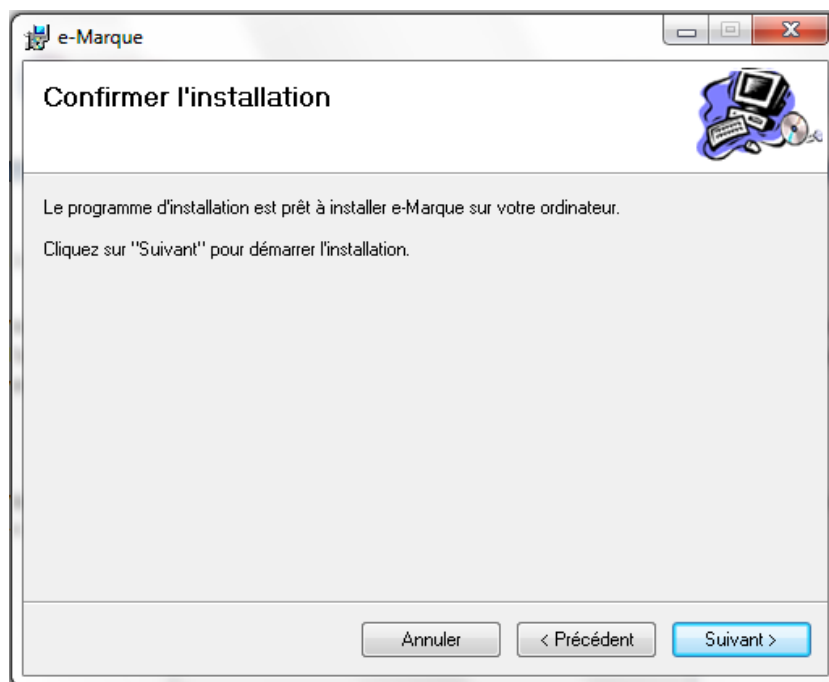 e-Marque
Confirmer l'installation
Le programme d'installation est prêt à installer e-Marque sur votre ordinateur.
Cliquez sur "Suivant" pour démarrer l'installation.
Annuler
< Précédent
Suivant >